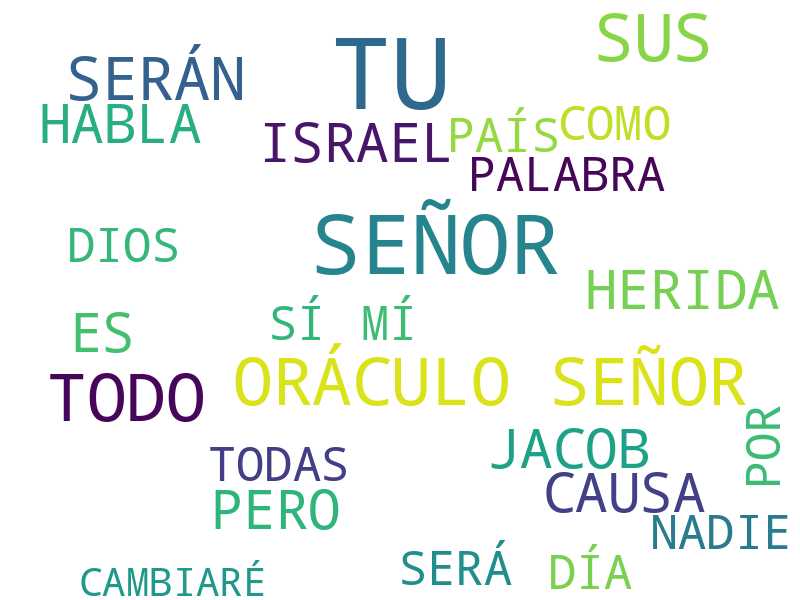 SUS
TU
SERÁN
HABLA
ISRAEL
PAÍS
COMO
PALABRA
SEÑOR
DIOS
HERIDA
SÍ MÍ
ES
ORÁCULO SEÑOR
TODO
JACOB
POR
TODAS
CAUSA
PERO
NADIE
SERÁ
DÍA
CAMBIARÉ